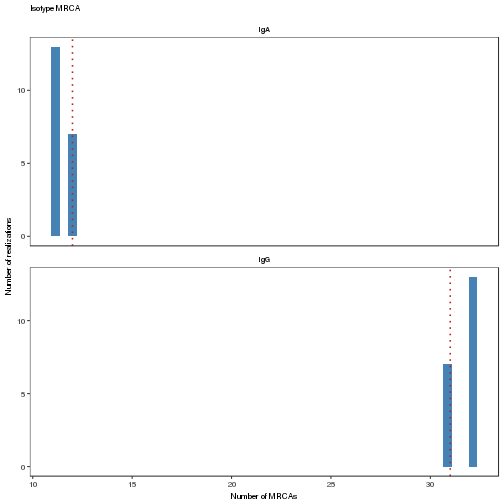 Isotype MRCA
IgA
10
5
0
Number of realizations
IgG
10
5
0
10 15 20 25 30
Number of MRCAs